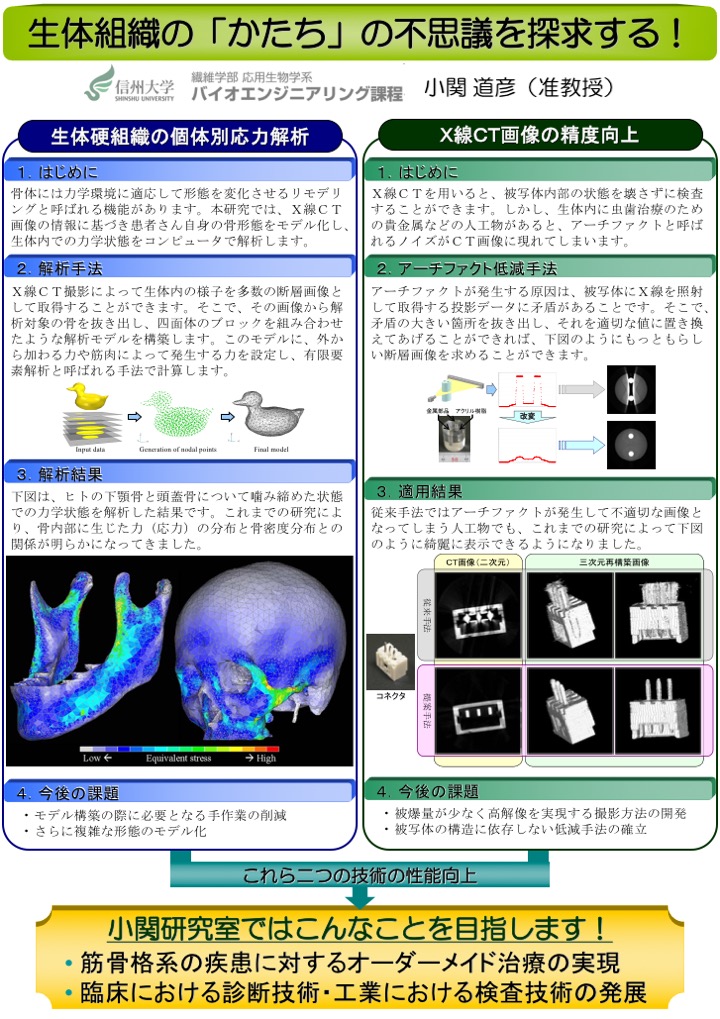 生体組織の「かたち」の不思議を探求する！
信州大学
SHINSHU UNIVERSITY
繊維学部 応用生物学系
バイオエンジニアリング課程
小関 道彦（准教授）
生体硬組織の個体別応力解析
１．はじめに
骨体には力学環境に適応して形態を変化させるリモデリ
ングと呼ばれる機能があります。本研究では、Ｘ線ＣＴ
画像の情報に基づき患者さん自身の骨形態をモデル化し、
生体内での力学状態をコンピュータで解析します。
２．解析手法
Ｘ線ＣＴ撮影によって生体内の様子を多数の断層画像と
して取得することができます。そこで、その画像から解
析対象の骨を抜き出し、四面体のブロックを組み合わせ
たような解析モデルを構築します。このモデルに、外か
ら加わる力や筋肉によって発生する力を設定し、有限要
素解析と呼ばれる手法で計算します。
Input data
Generation of nodal points
Final model
３．解析結果
下図は、ヒトの下顎骨と頭蓋骨について噛み締めた状態
での力学状態を解析した結果です。これまでの研究によ
り、骨内部に生じた力（応力）の分布と骨密度分布との
関係が明らかになってきました。
Low ← Equivalent stress → High
４．今後の課題
・モデル構築の際に必要となる手作業の削減
・さらに複雑な形態のモデル化
Ｘ線CT画像の精度向上
１．はじめに
Ｘ線ＣＴを用いると、被写体内部の状態を壊さずに検査
することができます。しかし、生体内に虫歯治療のため
の貴金属などの人工物があると、アーチファクトと呼ば
れるノイズがＣＴ画像に現れてしまいます。
２．アーチファクト低減手法
アーチファクトが発生する原因は、被写体にＸ線を照射
して取得する投影データに矛盾があることです。そこで、
矛盾の大きい箇所を抜き出し、それを適切な値に置き換
えてあげることができれば、下図のようにもっともらし
い断層画像を求めることができます。
金属部品 アクリル樹脂
改変
３．適用結果
従来手法ではアーチファクトが発生して不適切な画像と
なってしまう人工物でも、これまでの研究によって下図
のように綺麗に表示できるようになりました。
CT画像（二次元）
三次元再構築画像
従来手法
コネクタ
提案手法
４．今後の課題
・被爆量が少なく高解像を実現する撮影方法の開発
・被写体の構造に依存しない低減手法の確立
これら二つの技術の性能向上
小関研究室ではこんなことを目指します！
・筋骨格系の疾患に対するオーダーメイド治療の実現
・臨床における診断技術・工業における検査技術の発展